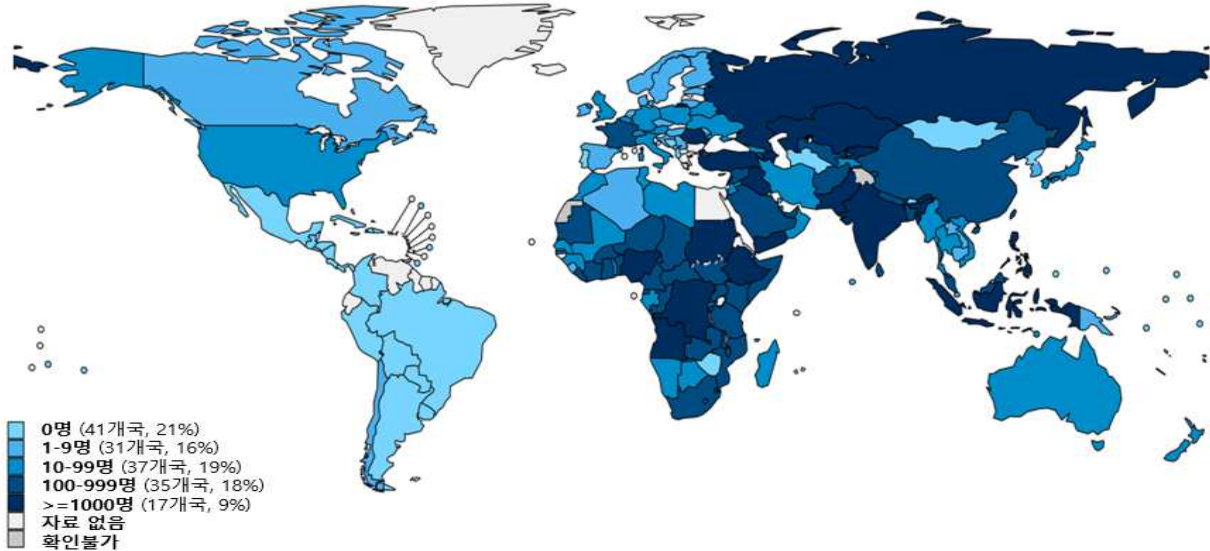 0명 (41개국, 21%)
1-9명 (31개국, 16%)
10-99명 (37개국, 19%)
100-999명 (35개국, 18%)
>=1000명 (17개국, 9%)
자료 없음
확인불가